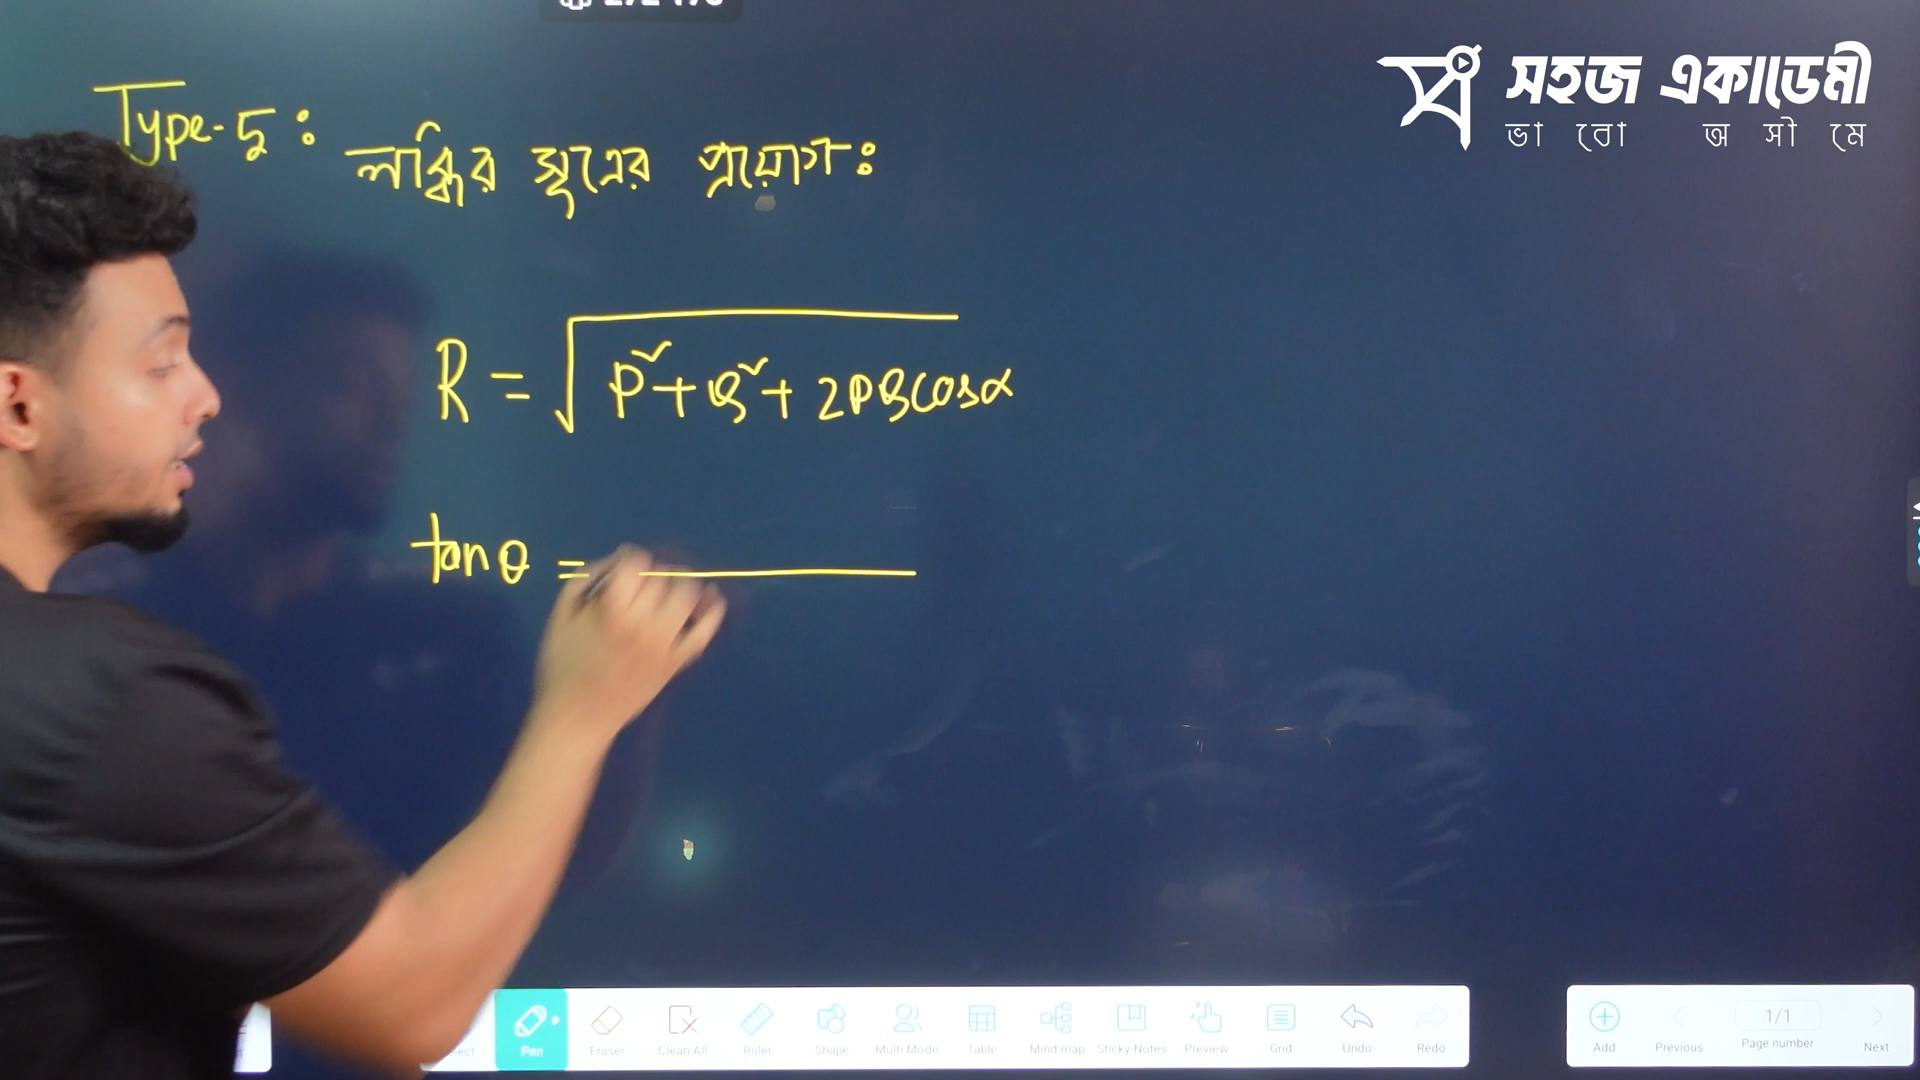 সহজ একাডেমী
ভাবো অসীমে
Type-5:
লব্ধির সূত্রের প্রয়োগ:
R = √P²+Q²+2PQcosα
tanθ =
Pen
Eraser
Clean All
Ruler
Shape
Multi Mode
Table
Mind map
Sticky Notes
Preview
Grid
Undo
Redo
Add
Previous
1/1
Page number
Next